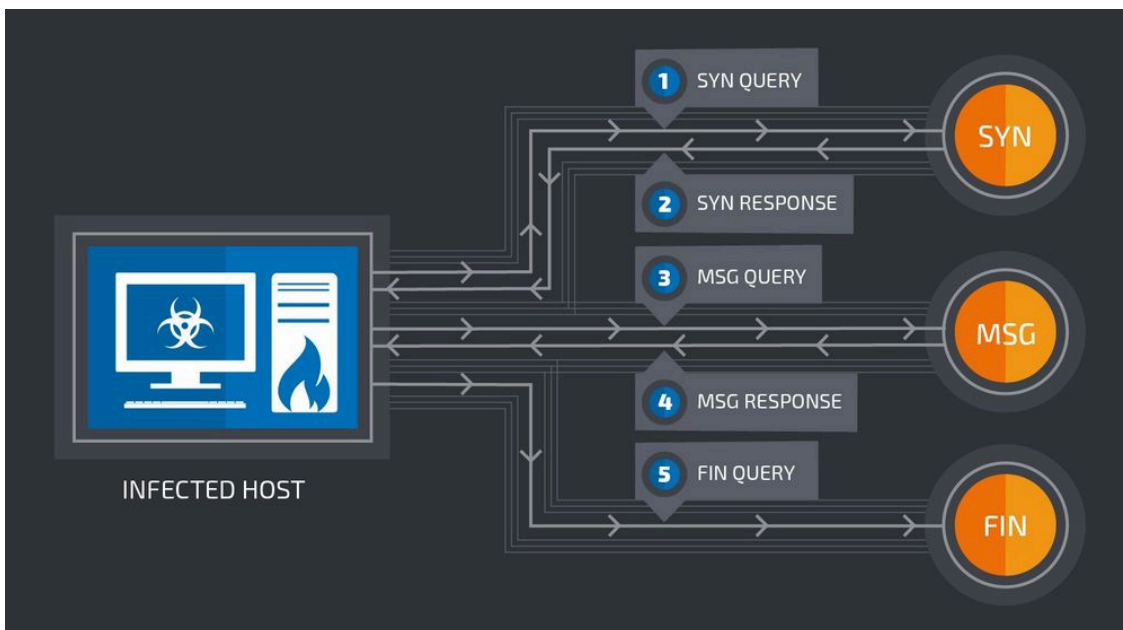 1 SYN QUERY
SYN
2 SYN RESPONSE
3 MSG QUERY
MSG
4 MSG RESPONSE
5 FIN QUERY
INFECTED HOST
FIN